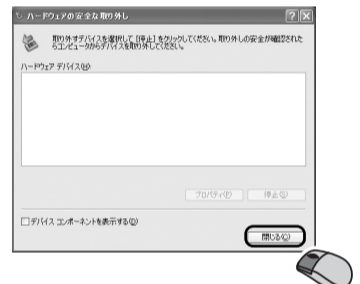 ハードウェアの安全な取り外し
取り外すデバイスを選択して [停止] をクリックしてください。取り外しの安全が確認された
らコンピュータからデバイスを取り外してください。
ハードウェア デバイス(H)
プロパティ(P) 停止(S)
デバイス コンポーネントを表示する(D)
閉じる(C)